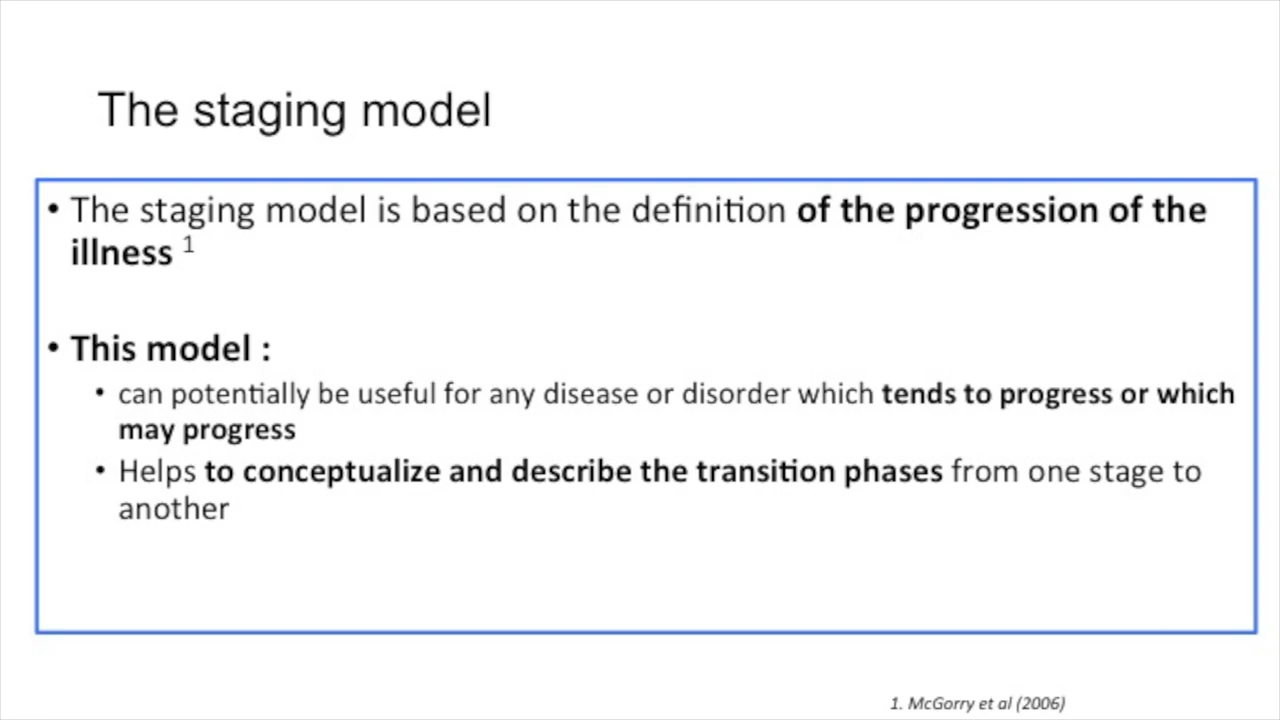 The staging model
• The staging model is based on the definition of the progression of the
illness 1
• This model :
• can potentially be useful for any disease or disorder which tends to progress or which
may progress
• Helps to conceptualize and describe the transition phases from one stage to
another
1. McGorry et al (2006)